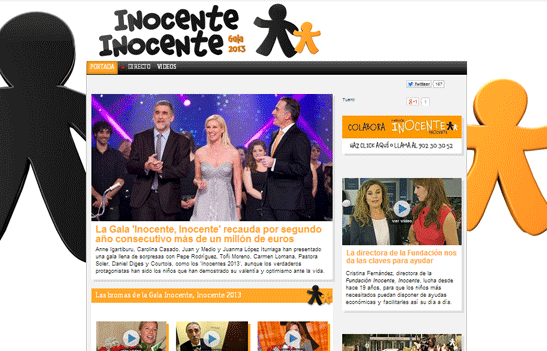 INOCENTE
INOCENTE Gala
2013
PORTADA DIRECTO VIDEOS
Twittear 167
Tuenti
+1 1
COLABORA INOCENTE
INOCENTE
HAZ CLICK AQUÍ O LLAMA AL 902 30 30 52
La Gala 'Inocente, Inocente' recauda por segundo
año consecutivo más de un millón de euros
Anne Igartiburu, Carolina Casado, Juan y Medio y Juanma López Iturriaga han presentado
una gala llena de sorpresas con Pepe Rodríguez, Toñi Moreno, Carmen Lomana, Pastora
Soler, Daniel Diges y Courtois, como los 'Inocentes 2013', aunque los verdaderos
protagonistas han sido los niños que han demostrado su valentía y optimismo ante la vida.
ver vídeo
La directora de la Fundación nos
da las claves para ayudar
Cristina Fernández, directora de la
Fundación Inocente, Inocente, lucha desde
hace 19 años, para que los niños más
necesitados puedan disponer de ayudas
económicas y facilitarles así su día a día.
Las bromas de la Gala Inocente, Inocente 2013